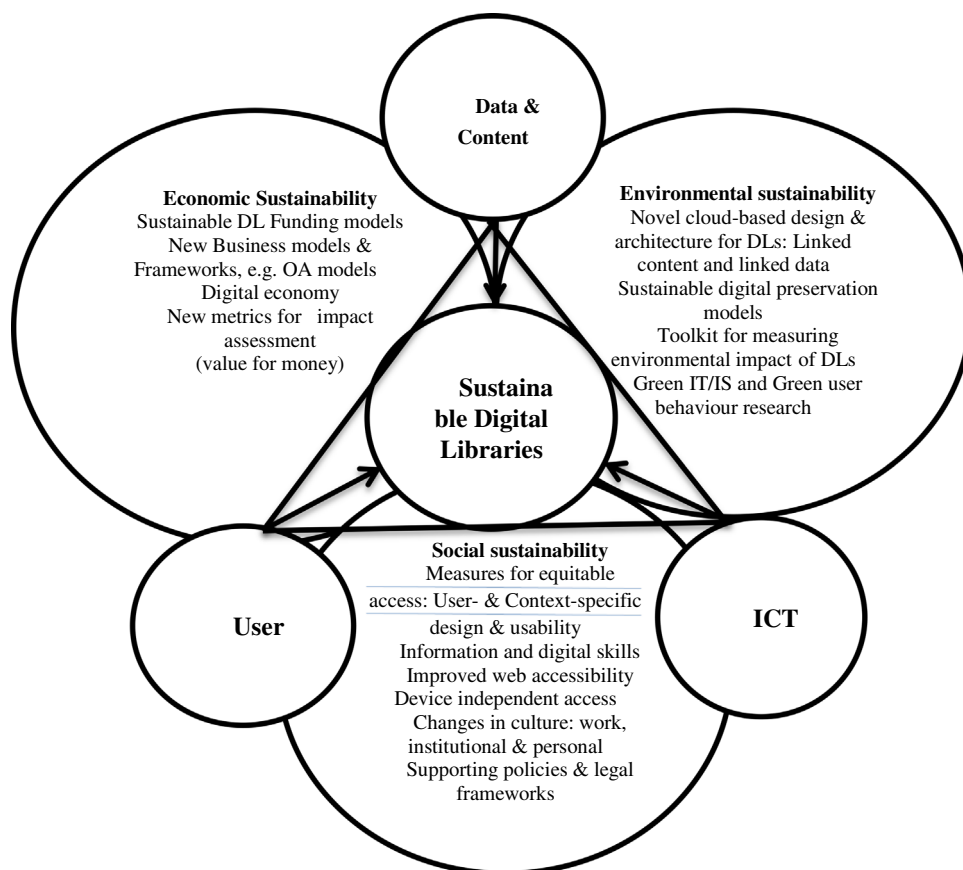 Data &
Content
Economic Sustainability
Sustainable DL Funding models
New Business models &
Frameworks, e.g. OA models
Digital economy
New metrics for impact
assessment
(value for money)
Environmental sustainability
Novel cloud-based design &
architecture for DLs: Linked
content and linked data
Sustainable digital preservation
models
Toolkit for measuring
environmental impact of DLs
Green IT/IS and Green user
behaviour research
Sustaina
ble Digital
Libraries
User
Social sustainability
Measures for equitable
access: User- & Context-specific
design & usability
Information and digital skills
Improved web accessibility
Device independent access
Changes in culture: work,
institutional & personal
Supporting policies & legal
frameworks
ICT